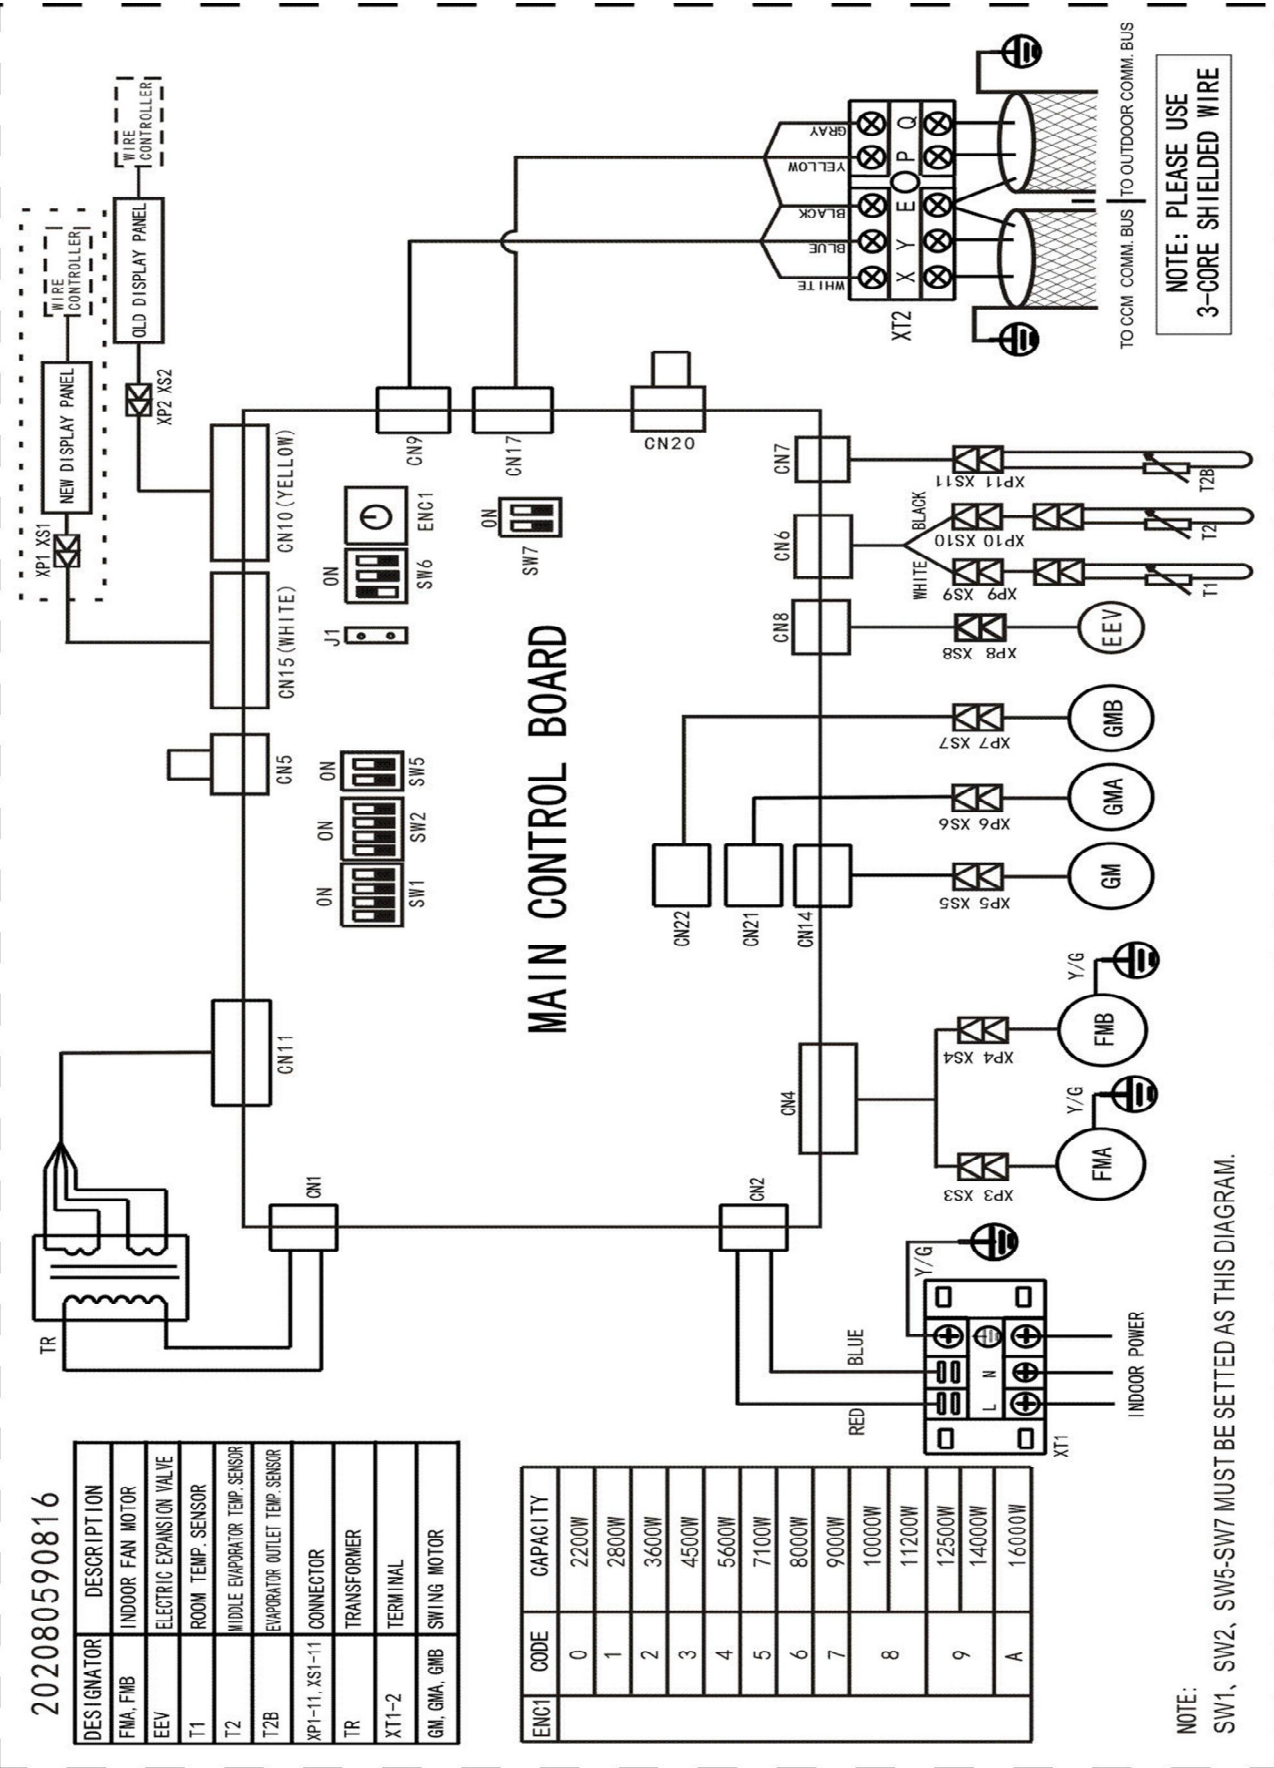 202080590816
DESIGNATOR DESCRIPTION
FMA, FMB INDOOR FAN MOTOR
EEV ELECTRIC EXPANSION VALVE
T1 ROOM TEMP. SENSOR
T2 MIDDLE EVAPORATOR TEMP. SENSOR
T2B EVAPORATOR OUTLET TEMP. SENSOR
XP1-11, XS1-11 CONNECTOR
TR TRANSFORMER
XT1-2 TERMINAL
GM, GMA, GMB SWING MOTOR
ENC1 CODE CAPACITY
0 2200W
1 2800W
2 3600W
3 4500W
4 5600W
5 7100W
6 8000W
7 9000W
8 10000W
11200W
9 12500W
14000W
A 16000W
NOTE:
SW1、SW2、SW5-SW7 MUST BE SETTED AS THIS DIAGRAM.
TR
CN1
CN11
CN5
CN15(WHITE)
CN10(YELLOW)
XP1 XS1
NEW DISPLAY PANEL
WIRE
CONTROLLER
XP2 XS2
OLD DISPLAY PANEL
WIRE
CONTROLLER
ON
SW1
ON
SW2
ON
SW5
J1
ON
SW6
ENC1
ON
SW7
MAIN CONTROL BOARD
CN9
CN17
CN20
WHITE
BLUE
BLACK
YELLOW
GRAY
XT2
X Y E P Q
TO CCM COMM. BUS
TO OUTDOOR COMM. BUS
NOTE: PLEASE USE
3-CORE SHIELDED WIRE
CN2
RED
BLUE
Y/G
L N
XT1
INDOOR POWER
CN4
XS3 XP3
FMA
Y/G
XS4 XP4
FMB
Y/G
CN22
CN21
CN14
XS5 XP5
GM
XS6 XP6
GMA
XS7 XP7
GMB
CN8
XS8 XP8
EEV
CN6
WHITE
BLACK
XS9 XP9
T1
XS10 XP10
T2
CN7
XS11 XP11
T2B